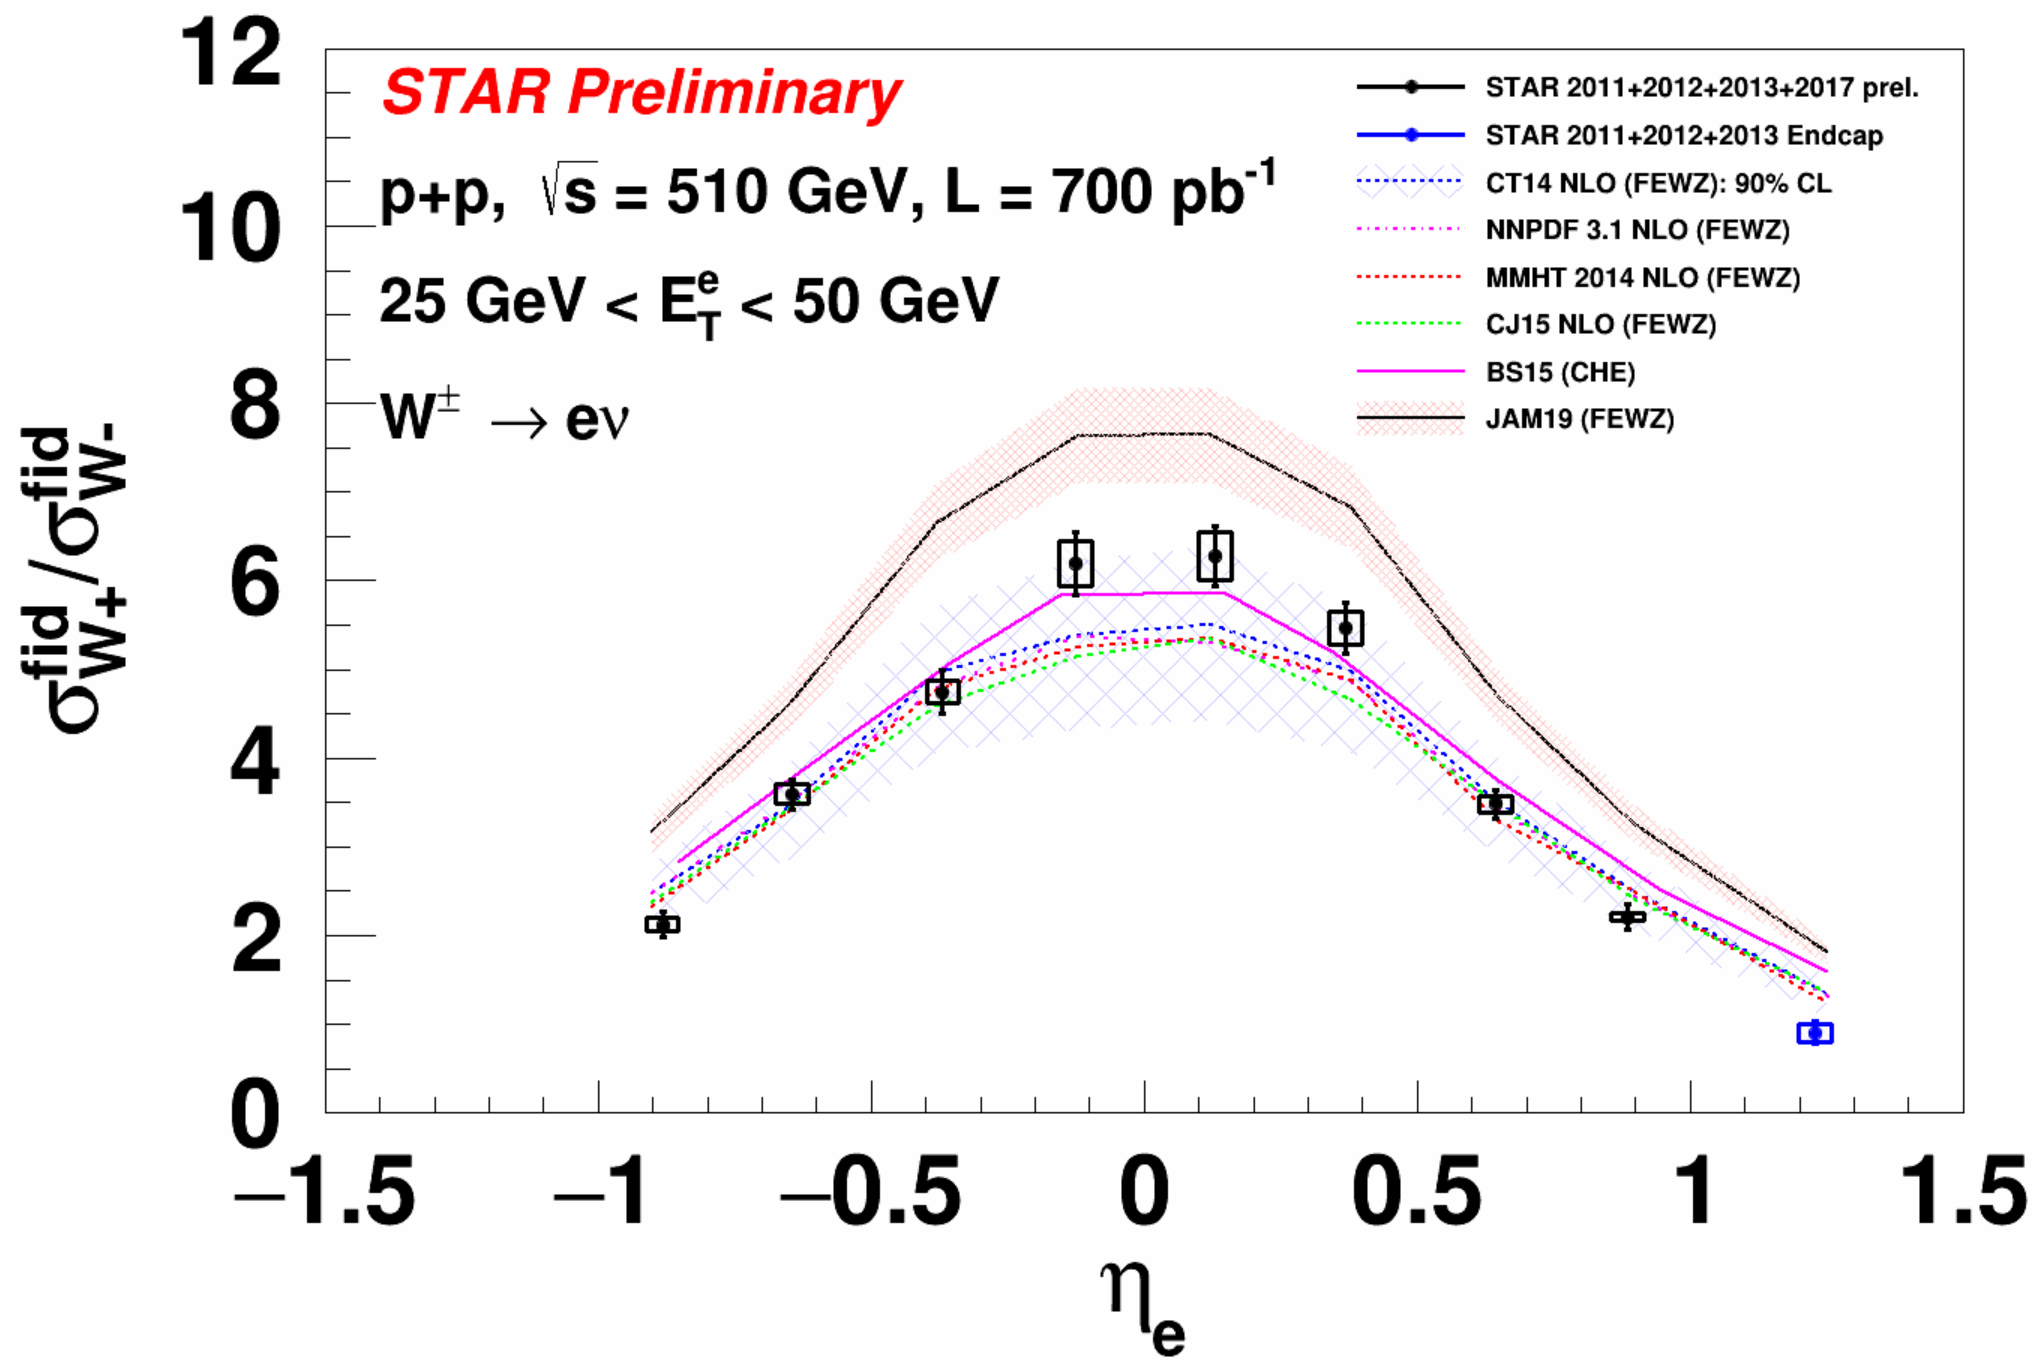 12
10
8
6
4
2
0
σ^fid_W+/σ^fid_W-
STAR Preliminary
p+p, √s = 510 GeV, L = 700 pb^-1
25 GeV < E^e_T < 50 GeV
W^± → eν
STAR 2011+2012+2013+2017 prel.
STAR 2011+2012+2013 Endcap
CT14 NLO (FEWZ): 90% CL
NNPDF 3.1 NLO (FEWZ)
MMHT 2014 NLO (FEWZ)
CJ15 NLO (FEWZ)
BS15 (CHE)
JAM19 (FEWZ)
−1.5 −1 −0.5 0 0.5 1 1.5
η_e